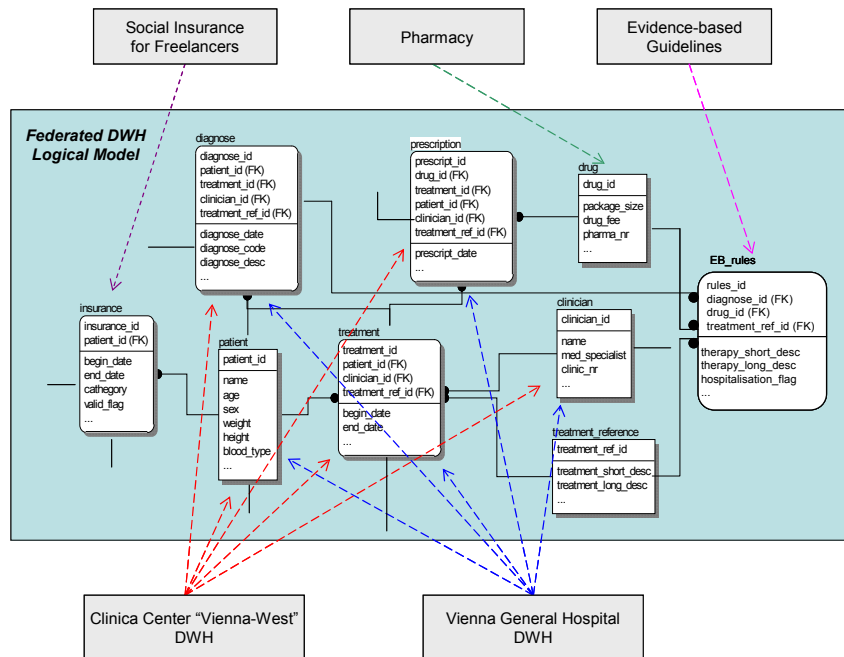 Social Insurance
for Freelancers
Pharmacy
Evidence-based
Guidelines
Federated DWH
Logical Model
diagnose
diagnose_id
patient_id (FK)
treatment_id (FK)
clinician_id (FK)
treatment_ref_id (FK)
diagnose_date
diagnose_code
diagnose_desc
...
prescription
prescript_id
drug_id (FK)
treatment_id (FK)
patient_id (FK)
clinician_id (FK)
treatment_ref_id (FK)
prescript_date
...
drug
drug_id
package_size
drug_fee
pharma_nr
...
EB_rules
rules_id
diagnose_id (FK)
drug_id (FK)
treatment_ref_id (FK)
therapy_short_desc
therapy_long_desc
hospitalisation_flag
...
insurance
insurance_id
patient_id (FK)
begin_date
end_date
cathegory
valid_flag
...
patient
patient_id
name
age
sex
weight
height
blood_type
...
treatment
treatment_id
patient_id (FK)
clinician_id (FK)
treatment_ref_id (FK)
begin_date
end_date
...
clinician
clinician_id
name
med_specialist
clinic_nr
...
treatment_reference
treatment_ref_id
treatment_short_desc
treatment_long_desc
...
Clinica Center “Vienna-West”
DWH
Vienna General Hospital
DWH